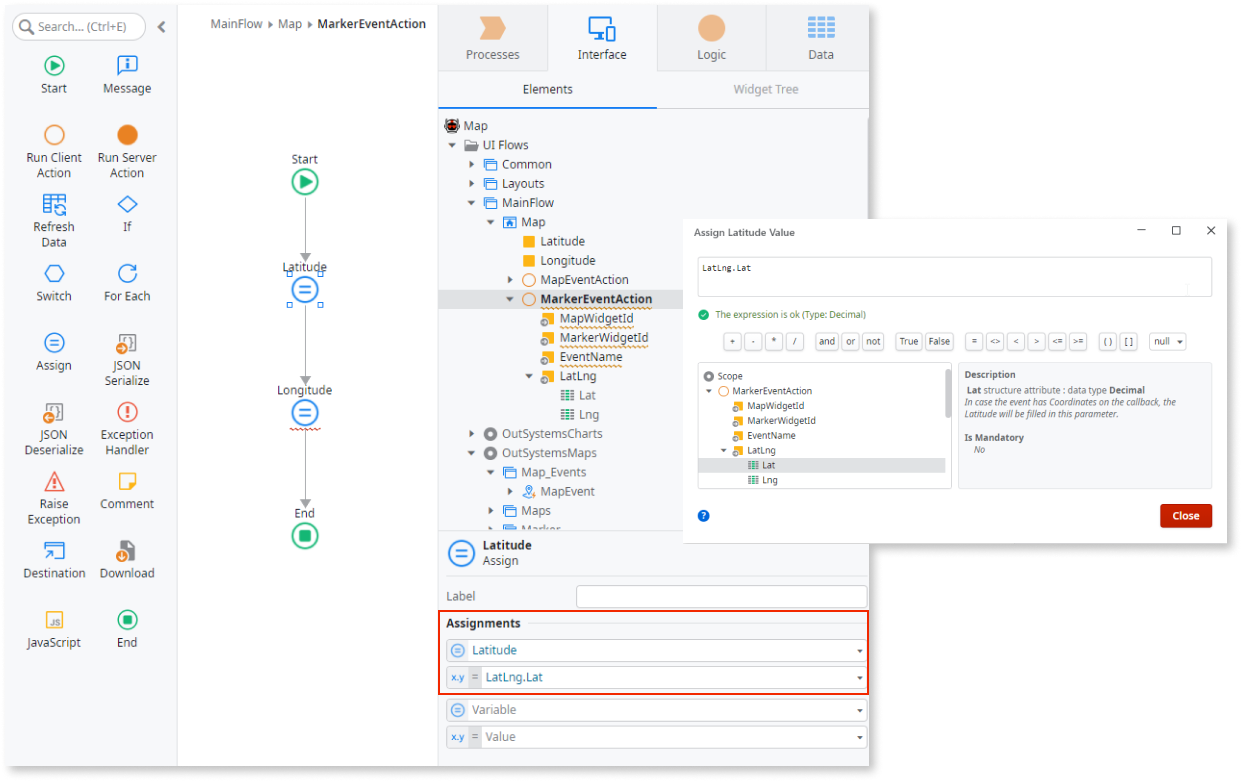 Search... (Ctrl+E)
Start
Message
Run Client
Action
Run Server
Action
Refresh
Data
If
Switch
For Each
Assign
JSON
Serialize
JSON
Deserialize
Exception
Handler
Raise
Exception
Comment
Destination
Download
JS
JavaScript
End
MainFlow
Map
MarkerEventAction
Start
Latitude
Longitude
End
Processes
Interface
Logic
Data
Elements
Widget Tree
Map
UI Flows
Common
Layouts
MainFlow
Map
Latitude
Longitude
MapEventAction
MarkerEventAction
MapWidgetId
MarkerWidgetId
EventName
LatLng
Lat
Lng
OutSystemsCharts
OutSystemsMaps
Map_Events
MapEvent
Maps
Marker
Latitude
Assign
Label
Assignments
Latitude
x.y = LatLng.Lat
Variable
x.y = Value
Assign Latitude Value
LatLng.Lat
The expression is ok (Type: Decimal)
+ - * / and or not True False = <> < > <= >= ( ) [ ] null
Scope
MarkerEventAction
MapWidgetId
MarkerWidgetId
EventName
LatLng
Lat
Lng
Description
Lat structure attribute : data type Decimal
In case the event has Coordinates on the callback, the
Latitude will be filled in this parameter.
Is Mandatory
No
?
Close